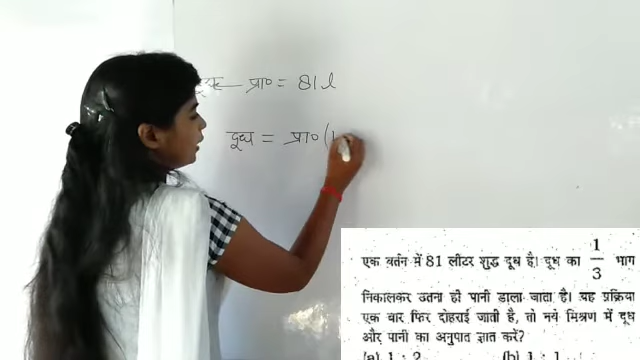 प्रा० = 81 l
दूध = प्रा० (1
एक बर्तन में 81 लीटर शुद्ध दूध है। दूध का 1/3 भाग
निकालकर उतना ही पानी डाला जाता है। यह प्रक्रिया
एक बार फिर दोहराई जाती है, तो नये मिश्रण में दूध
और पानी का अनुपात ज्ञात करें?
(a) 1 : 2 (b) 1 : 1